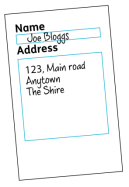 Name
Joe Bloggs
Address
123, Main road
Anytown
The Shire